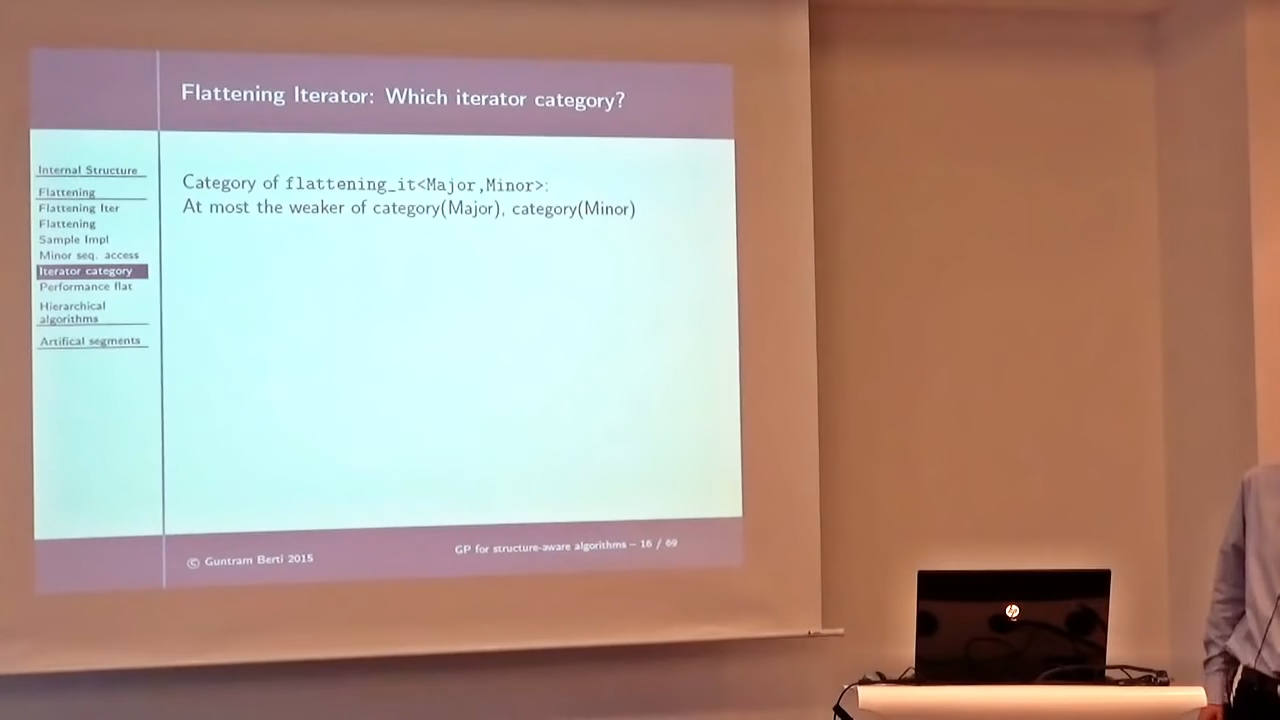 Flattening Iterator: Which iterator category?
Internal Structure
Flattening
Flattening Iter
Flattening
Sample Impl
Minor seq. access
Iterator category
Performance flat
Hierarchical
algorithms
Artifical segments
Category of flattening_it<Major,Minor>:
At most the weaker of category(Major), category(Minor)
© Guntram Berti 2015
GP for structure-aware algorithms – 16 / 69
hp